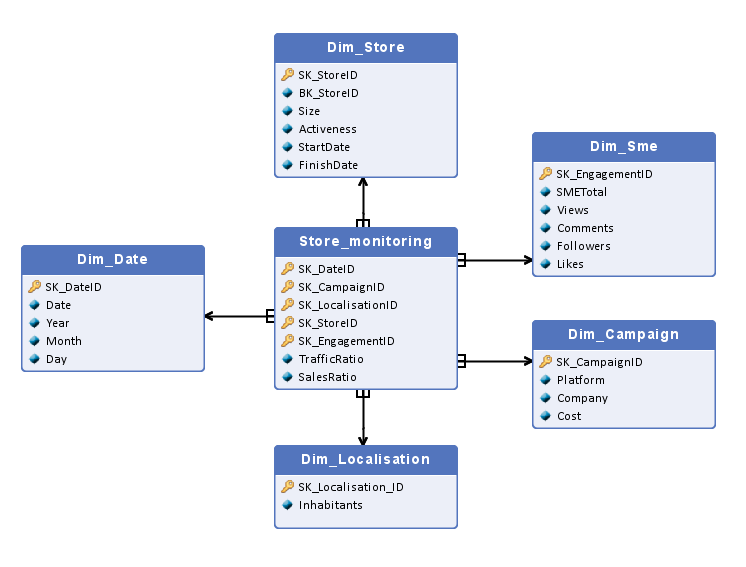 Dim_Store
SK_StoreID
BK_StoreID
Size
Activeness
StartDate
FinishDate
Dim_Sme
SK_EngagementID
SMETotal
Views
Comments
Followers
Likes
Store_monitoring
SK_DateID
SK_CampaignID
SK_LocalisationID
SK_StoreID
SK_EngagementID
TrafficRatio
SalesRatio
Dim_Date
SK_DateID
Date
Year
Month
Day
Dim_Campaign
SK_CampaignID
Platform
Company
Cost
Dim_Localisation
SK_Localisation_ID
Inhabitants